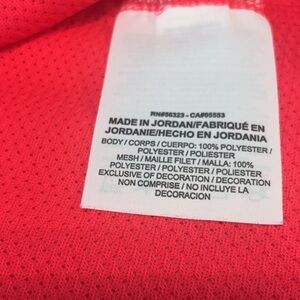 RN#56323 - CA#05553
MADE IN JORDAN/FABRIQUÉ EN
JORDANIE/HECHO EN JORDANIA
BODY / CORPS / CUERPO: 100% POLYESTER /
POLYESTER / POLIESTER
MESH / MAILLE FILET / MALLA: 100%
POLYESTER / POLYESTER / POLIESTER
EXCLUSIVE OF DECORATION / DECORATION
NON COMPRISE / NO INCLUYE LA
DECORACION